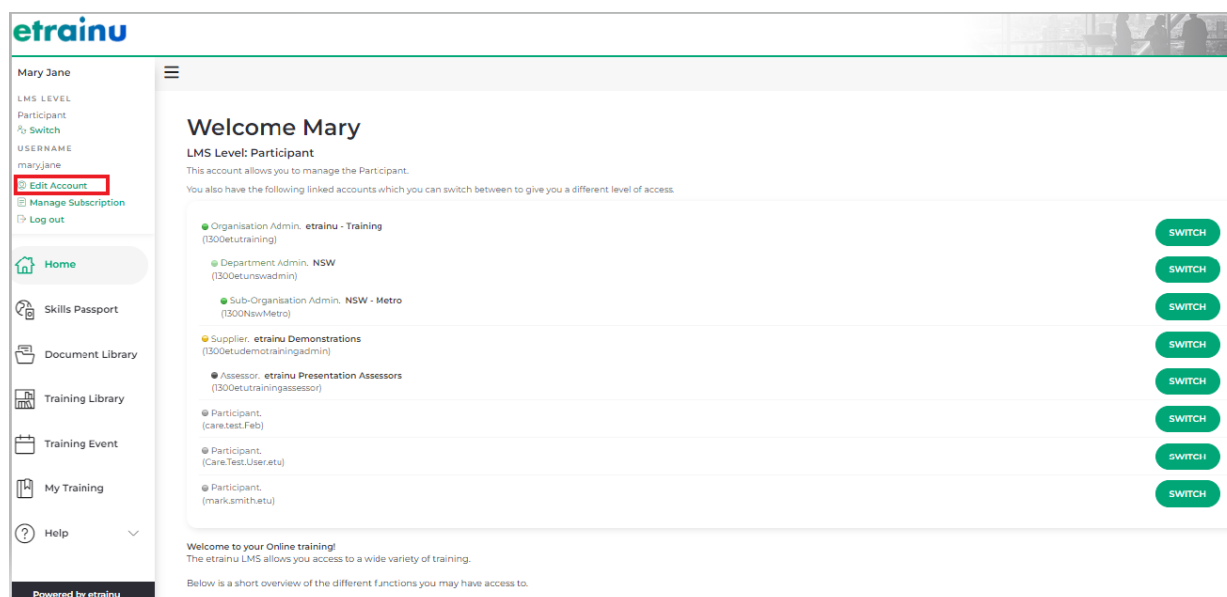 etrainu
Mary Jane
LMS LEVEL
Participant
Switch
USERNAME
mary.jane
Edit Account
Manage Subscription
Log out
Home
Skills Passport
Document Library
Training Library
Training Event
My Training
Help
Powered by etrainu
Welcome Mary
LMS Level: Participant
This account allows you to manage the Participant.
You also have the following linked accounts which you can switch between to give you a different level of access.
Organisation Admin. etrainu - Training
(1300etutraining)
SWITCH
Department Admin. NSW
(1300etunswadmin)
SWITCH
Sub-Organisation Admin. NSW - Metro
(1300NswMetro)
SWITCH
Supplier. etrainu Demonstrations
(1300etudemotrainingadmin)
SWITCH
Assessor. etrainu Presentation Assessors
(1300etutrainingassessor)
SWITCH
Participant.
(care.test.Feb)
SWITCH
Participant.
(Care.Test.User.etu)
SWITCH
Participant.
(mark.smith.etu)
SWITCH
Welcome to your Online training!
The etrainu LMS allows you access to a wide variety of training.
Below is a short overview of the different functions you may have access to.